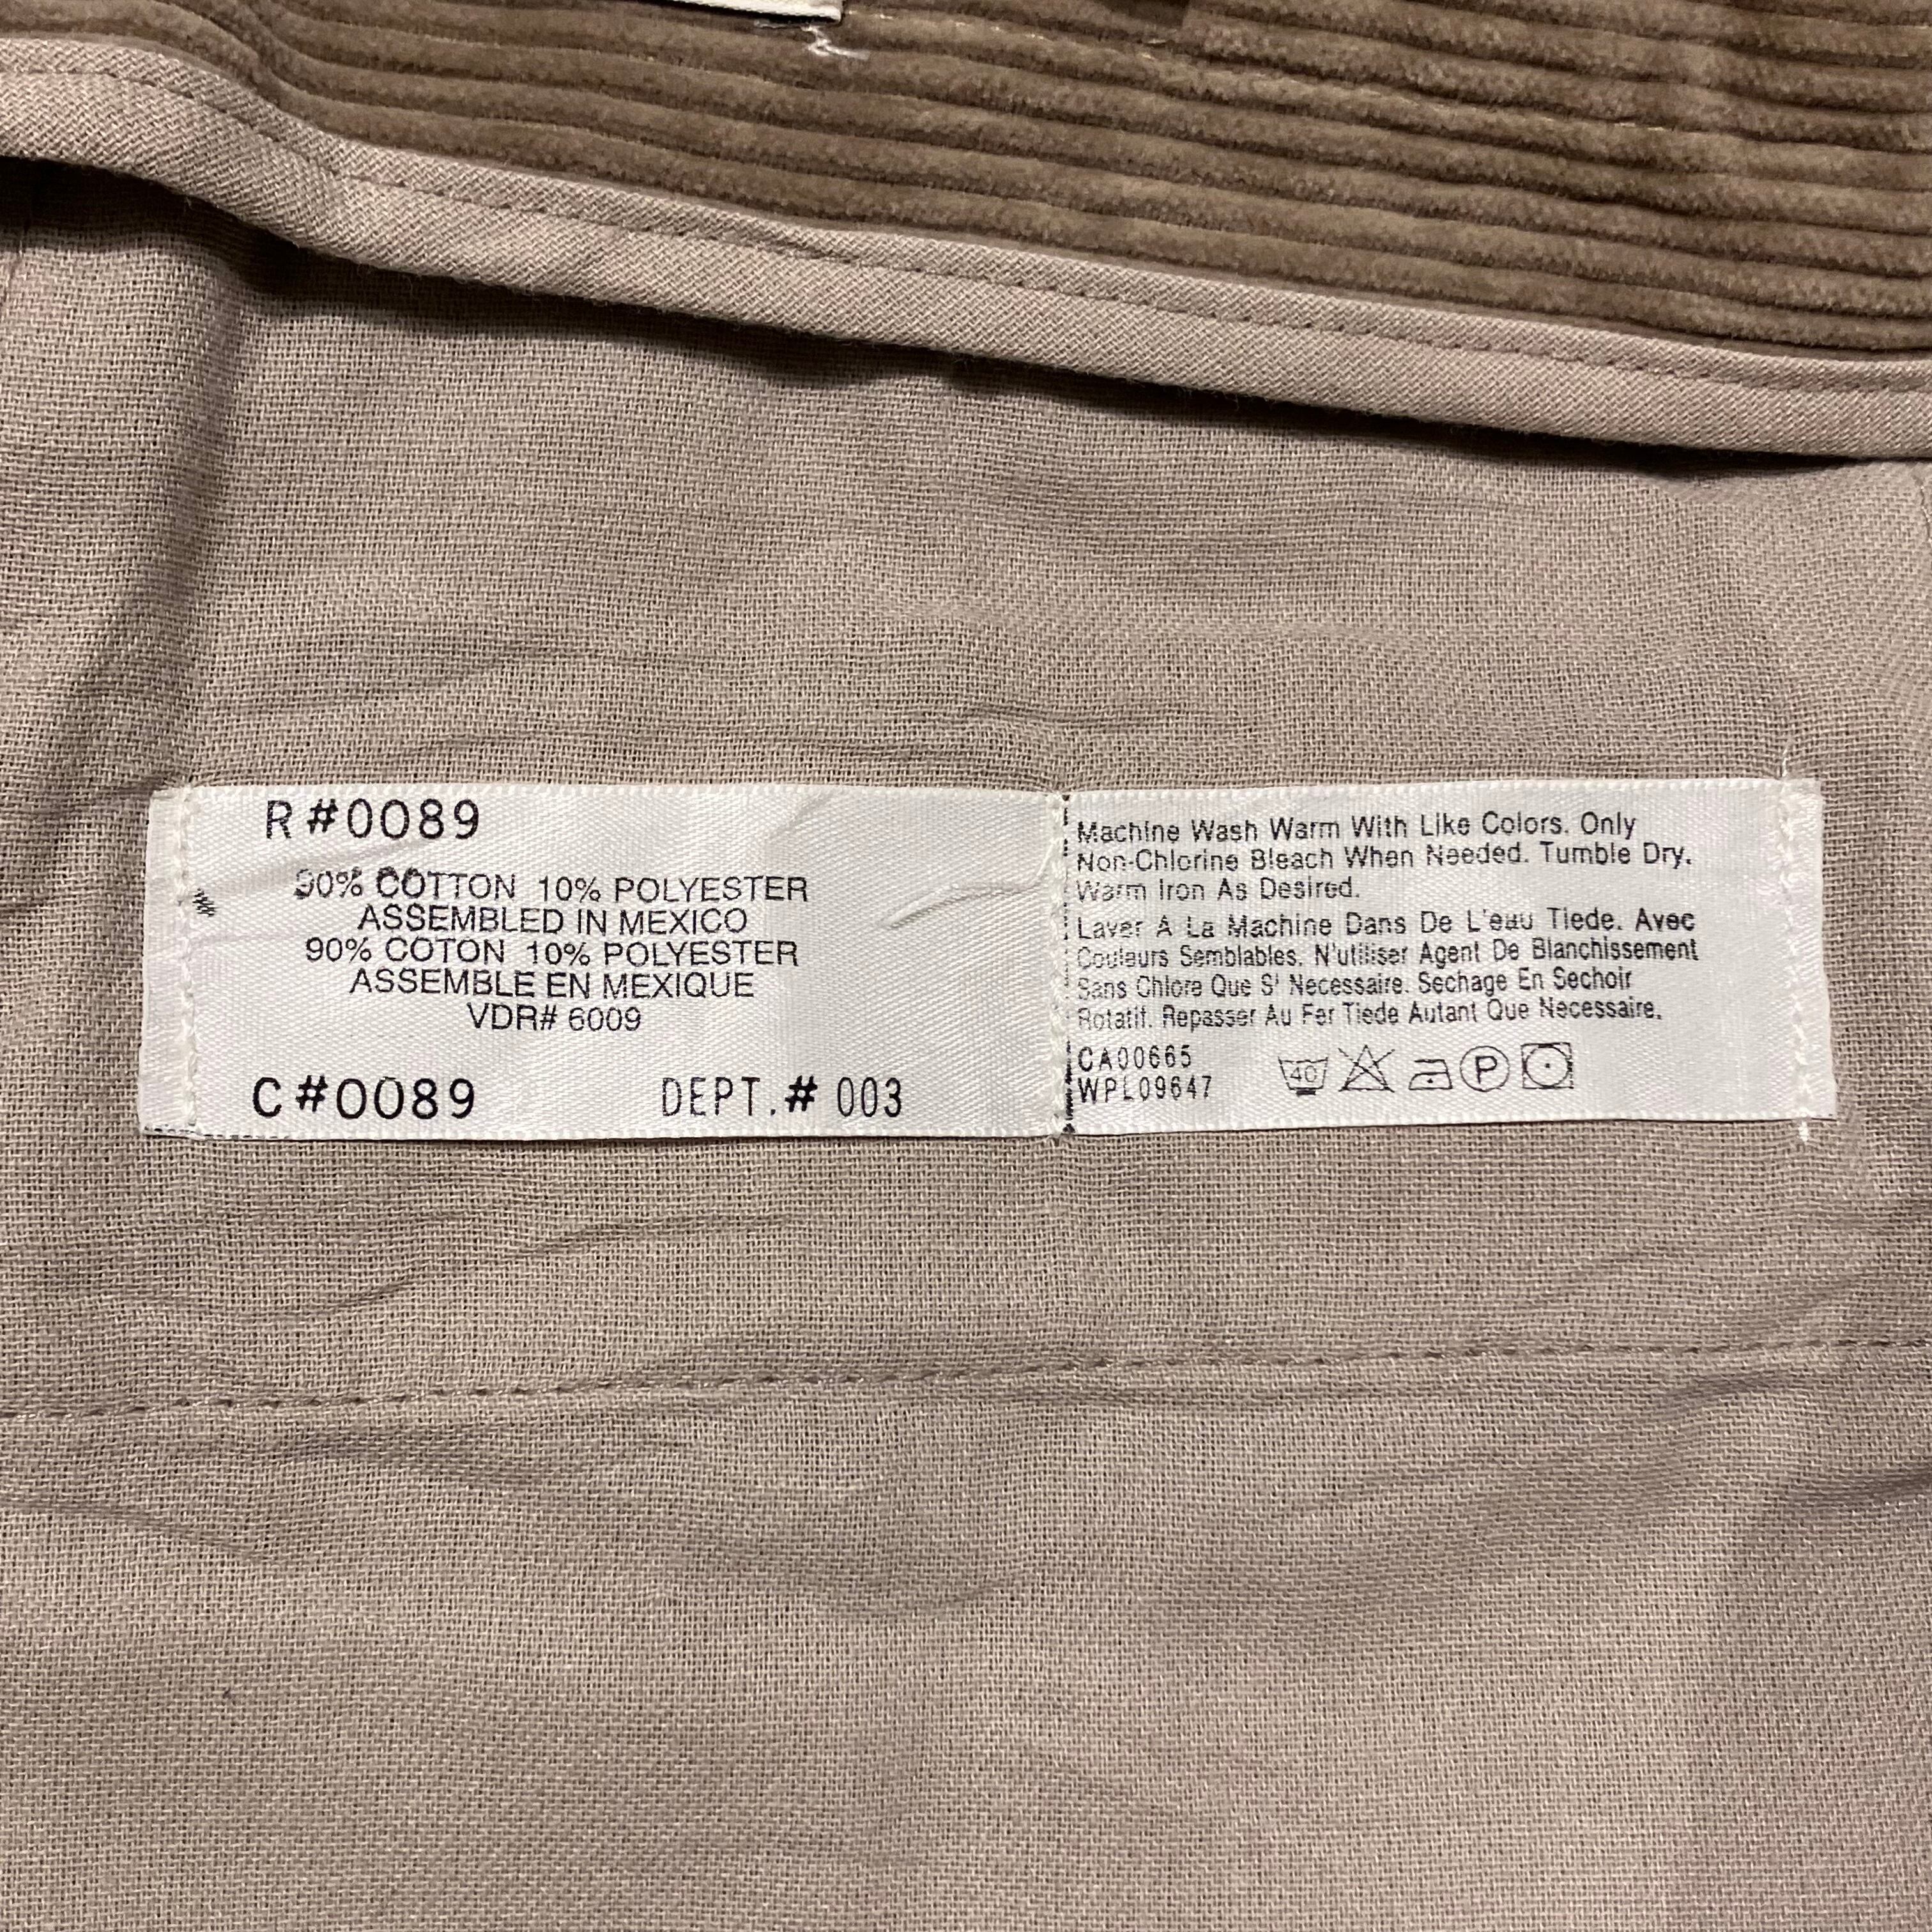 R #0089
90% COTTON 10% POLYESTER
ASSEMBLED IN MEXICO
90% COTON 10% POLYESTER
ASSEMBLE EN MEXIQUE
VDR# 6009
C #0089 DEPT.# 003
Machine Wash Warm With Like Colors. Only
Non-Chlorine Bleach When Needed. Tumble Dry.
Warm Iron As Desired.
Laver A La Machine Dans De L'eau Tiede. Avec
Couleurs Semblables. N'utiliser Agent De Blanchissement
Sans Chlore Que S' Necessaire. Sechage En Sechoir
Rotatif. Repasser Au Fer Tiede Autant Que Necessaire.
CA00665
WPL09647
40 P